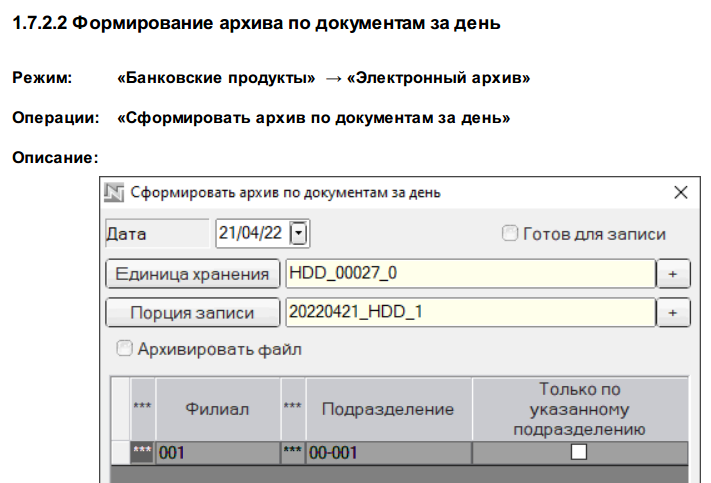 1.7.2.2 Формирование архива по документам за день
Режим: «Банковские продукты» → «Электронный архив»
Операции: «Сформировать архив по документам за день»
Описание:
Сформировать архив по документам за день
Дата 21/04/22 Готов для записи
Единица хранения HDD_00027_0 +
Порция записи 20220421_HDD_1 +
Архивировать файл
*** Филиал *** Подразделение Только по
указанному
подразделению
*** 001 *** 00-001